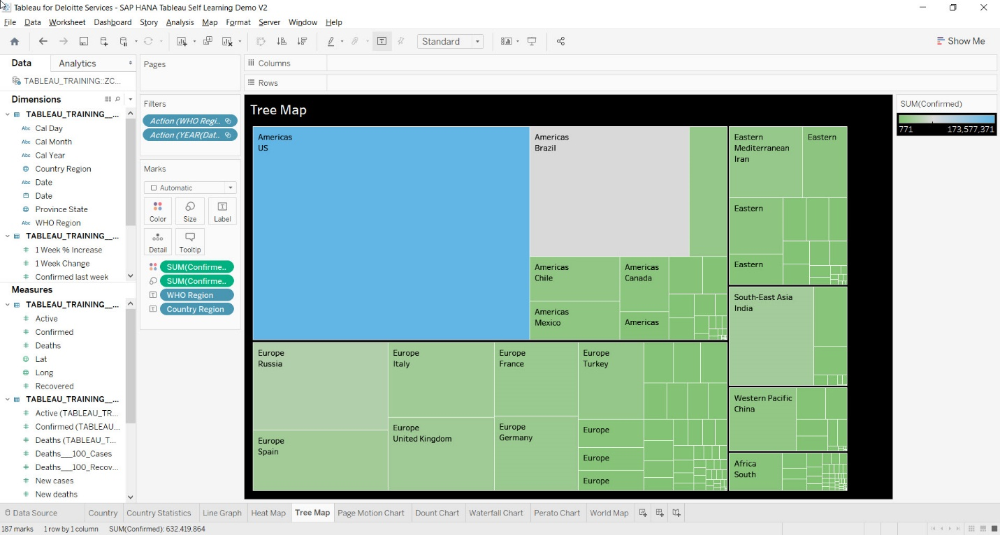 Tableau for Deloitte Services - SAP HANA Tableau Self Learning Demo V2
File Data Worksheet Dashboard Story Analysis Map Format Server Window Help
Standard
Show Me
Data Analytics
TABLEAU_TRAINING::ZC...
Dimensions
TABLEAU_TRAINING__...
Abc Cal Day
Abc Cal Month
Abc Cal Year
Country Region
Abc Date
Date
Province State
Abc WHO Region
TABLEAU_TRAINING__...
# 1 Week % Increase
# 1 Week Change
# Confirmed last week
Measures
TABLEAU_TRAINING__...
# Active
# Confirmed
# Deaths
Lat
Long
# Recovered
TABLEAU_TRAINING__...
# Active (TABLEAU_TR...
# Confirmed (TABLEAU...
# Deaths (TABLEAU_T...
# Deaths__100_Cases
# Deaths__100_Recov...
# New cases
# New deaths
Pages
Filters
Action (WHO Regi..
Action (YEAR(Dat..
Marks
Automatic
Color Size Label
Detail Tooltip
SUM(Confirme..
SUM(Confirme..
WHO Region
Country Region
Columns
Rows
Tree Map
Americas
US
Americas
Brazil
Americas
Chile
Americas
Canada
Americas
Mexico
Americas
Eastern
Mediterranean
Iran
Eastern
Eastern
Eastern
South-East Asia
India
Western Pacific
China
Africa
South
Europe
Russia
Europe
Italy
Europe
France
Europe
Turkey
Europe
Spain
Europe
United Kingdom
Europe
Germany
Europe
Europe
Europe
SUM(Confirmed)
771 173,577,371
Data Source Country Country Statistics Line Graph Heat Map Tree Map Page Motion Chart Dount Chart Waterfall Chart Perato Chart World Map
187 marks 1 row by 1 column SUM(Confirmed): 632,419,864